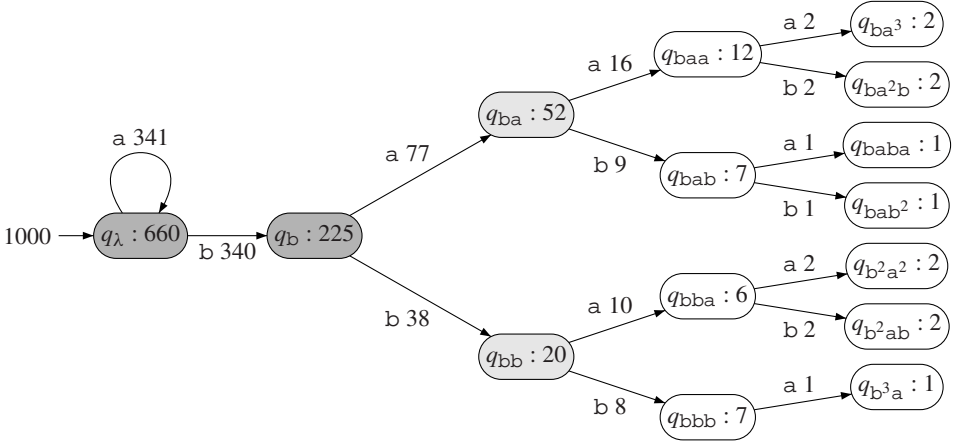 a 2
q_ba³ : 2
q_baa : 12
a 16
b 2
q_ba²b : 2
q_ba : 52
a 341
a 77
b 9
a 1
q_baba : 1
q_bab : 7
b 1
q_bab² : 1
1000
q_λ : 660
b 340
q_b : 225
a 2
q_b²a² : 2
q_bba : 6
a 10
b 38
b 2
q_b²ab : 2
q_bb : 20
a 1
q_b³a : 1
b 8
q_bbb : 7